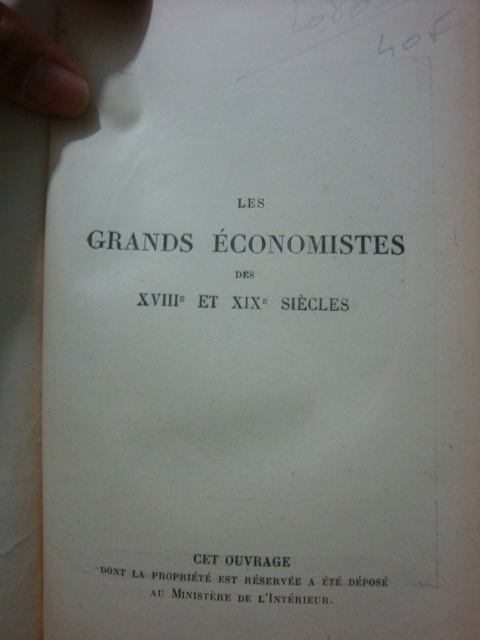 40F
LES
GRANDS ÉCONOMISTES
DES
XVIIIE ET XIXE SIÈCLES
CET OUVRAGE
DONT LA PROPRIÉTÉ EST RÉSERVÉE A ÉTÉ DÉPOSÉ
AU MINISTÈRE DE L'INTÉRIEUR.